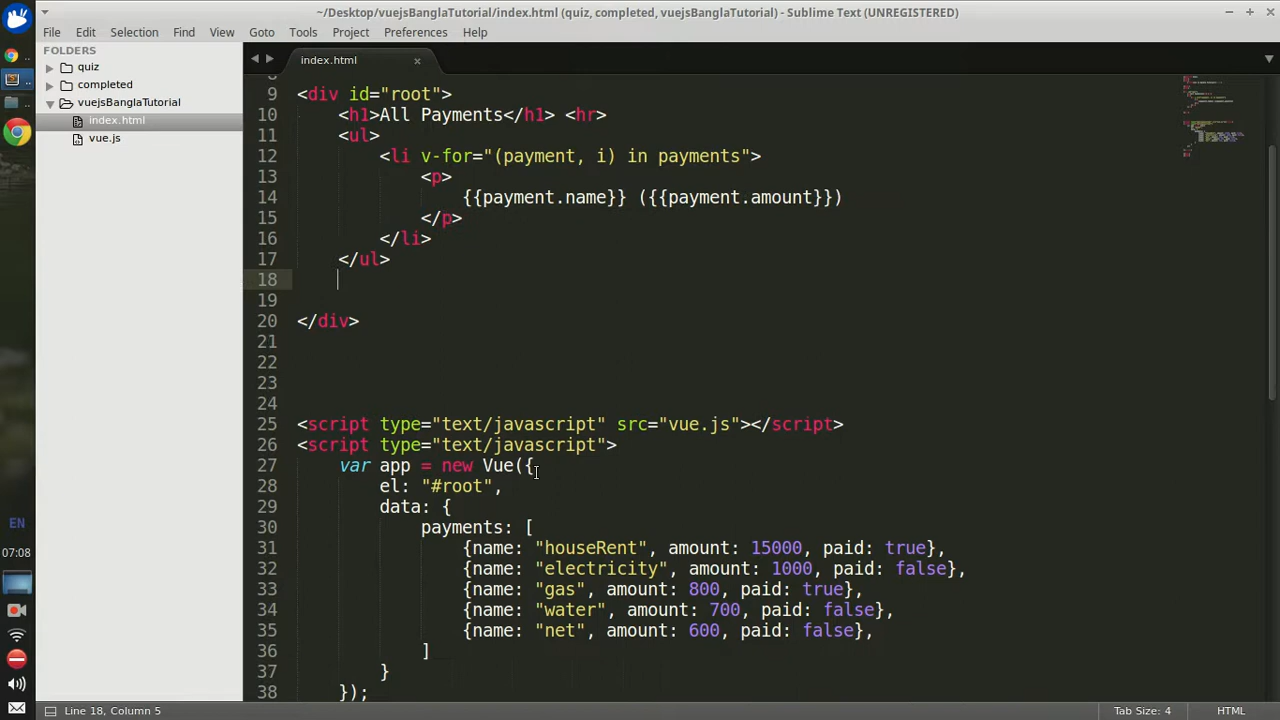 ~/Desktop/vuejsBanglaTutorial/index.html (quiz, completed, vuejsBanglaTutorial) - Sublime Text (UNREGISTERED)
File Edit Selection Find View Goto Tools Project Preferences Help
FOLDERS
quiz
completed
vuejsBanglaTutorial
index.html
vue.js
index.html
8
9 <div id="root">
10 <h1>All Payments</h1> <hr>
11 <ul>
12 <li v-for="(payment, i) in payments">
13 <p>
14 {{payment.name}} ({{payment.amount}})
15 </p>
16 </li>
17 </ul>
18
19
20 </div>
21
22
23
24
25 <script type="text/javascript" src="vue.js"></script>
26 <script type="text/javascript">
27 var app = new Vue({
28 el: "#root",
29 data: {
30 payments: [
31 {name: "houseRent", amount: 15000, paid: true},
32 {name: "electricity", amount: 1000, paid: false},
33 {name: "gas", amount: 800, paid: true},
34 {name: "water", amount: 700, paid: false},
35 {name: "net", amount: 600, paid: false},
36 ]
37 }
38 });
EN
07:08
Line 18, Column 5
Tab Size: 4
HTML